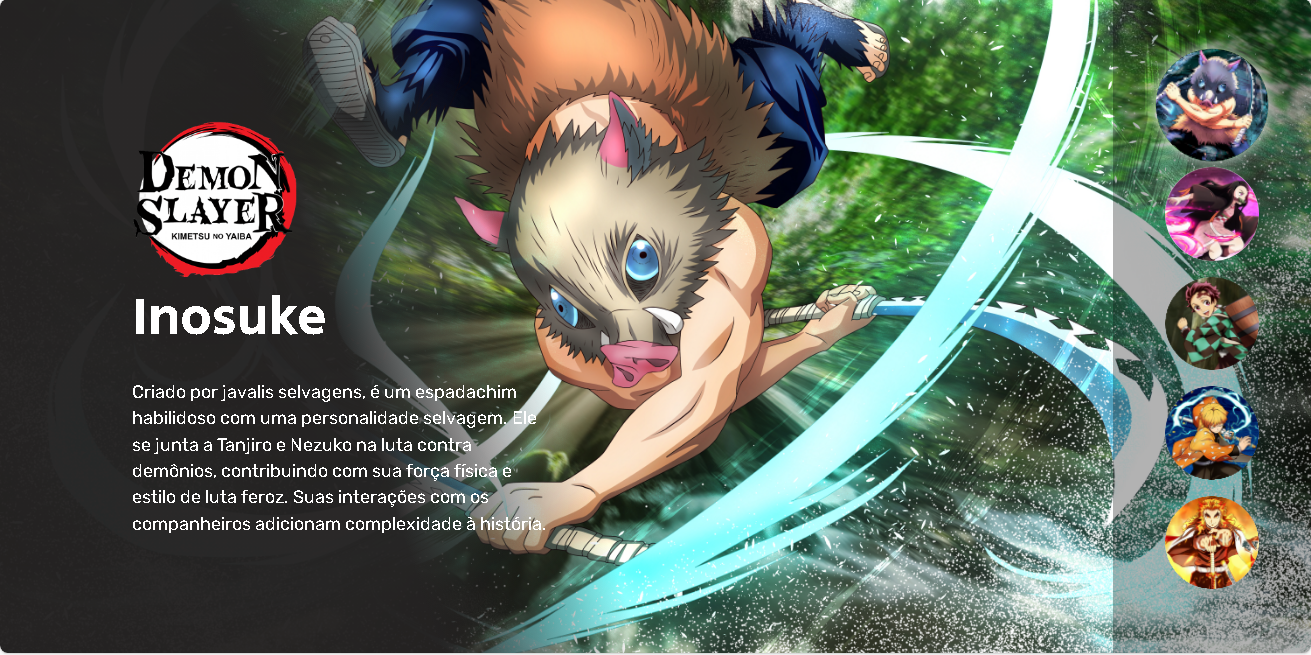 DEMON
SLAYER
KIMETSU NO YAIBA
Inosuke
Criado por javalis selvagens, é um espadachim
habilidoso com uma personalidade selvagem. Ele
se junta a Tanjiro e Nezuko na luta contra
demônios, contribuindo com sua força física e
estilo de luta feroz. Suas interações com os
companheiros adicionam complexidade à história.